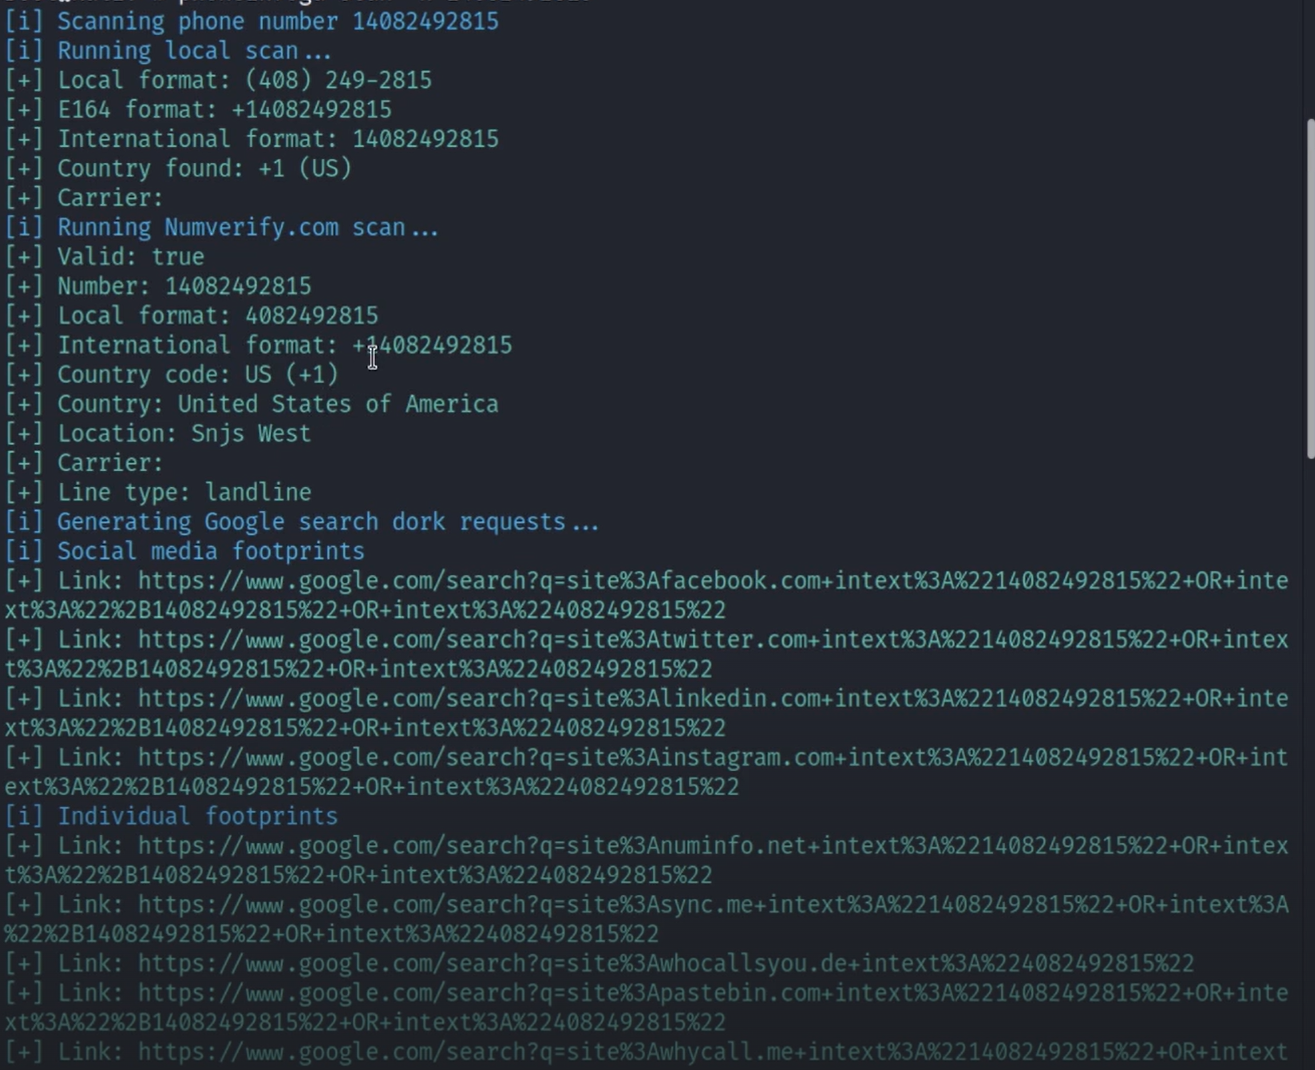 [i] Scanning phone number 14082492815
[i] Running local scan...
[+] Local format: (408) 249-2815
[+] E164 format: +14082492815
[+] International format: 14082492815
[+] Country found: +1 (US)
[+] Carrier:
[i] Running Numverify.com scan...
[+] Valid: true
[+] Number: 14082492815
[+] Local format: 4082492815
[+] International format: +14082492815
[+] Country code: US (+1)
[+] Country: United States of America
[+] Location: Snjs West
[+] Carrier:
[+] Line type: landline
[i] Generating Google search dork requests...
[i] Social media footprints
[+] Link: https://www.google.com/search?q=site%3Afacebook.com+intext%3A%2214082492815%22+OR+inte
xt%3A%22%2B14082492815%22+OR+intext%3A%224082492815%22
[+] Link: https://www.google.com/search?q=site%3Atwitter.com+intext%3A%2214082492815%22+OR+intex
t%3A%22%2B14082492815%22+OR+intext%3A%224082492815%22
[+] Link: https://www.google.com/search?q=site%3Alinkedin.com+intext%3A%2214082492815%22+OR+inte
xt%3A%22%2B14082492815%22+OR+intext%3A%224082492815%22
[+] Link: https://www.google.com/search?q=site%3Ainstagram.com+intext%3A%2214082492815%22+OR+int
ext%3A%22%2B14082492815%22+OR+intext%3A%224082492815%22
[i] Individual footprints
[+] Link: https://www.google.com/search?q=site%3Anuminfo.net+intext%3A%2214082492815%22+OR+intex
t%3A%22%2B14082492815%22+OR+intext%3A%224082492815%22
[+] Link: https://www.google.com/search?q=site%3Async.me+intext%3A%2214082492815%22+OR+intext%3A
%22%2B14082492815%22+OR+intext%3A%224082492815%22
[+] Link: https://www.google.com/search?q=site%3Awhocallsyou.de+intext%3A%224082492815%22
[+] Link: https://www.google.com/search?q=site%3Apastebin.com+intext%3A%2214082492815%22+OR+inte
xt%3A%22%2B14082492815%22+OR+intext%3A%224082492815%22
[+] Link: https://www.google.com/search?q=site%3Awhycall.me+intext%3A%2214082492815%22+OR+intext